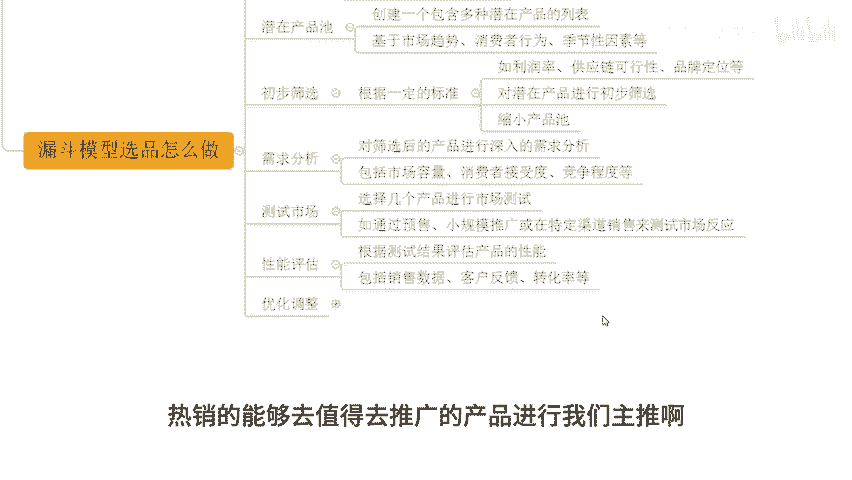 潜在产品池
创建一个包含多种潜在产品的列表
基于市场趋势、消费者行为、季节性因素等
初步筛选
根据一定的标准
如利润率、供应链可行性、品牌定位等
对潜在产品进行初步筛选
缩小产品池
漏斗模型选品怎么做
需求分析
对筛选后的产品进行深入的需求分析
包括市场容量、消费者接受度、竞争程度等
测试市场
选择几个产品进行市场测试
如通过预售、小规模推广或在特定渠道销售来测试市场反应
性能评估
根据测试结果评估产品的性能
包括销售数据、客户反馈、转化率等
优化调整
热销的能够去值得去推广的产品进行我们主推啊